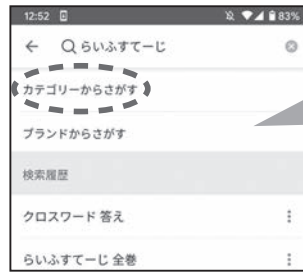 12:52 83%
らいふすてーじ
カテゴリーからさがす
ブランドからさがす
検索履歴
クロスワード 答え
らいふすてーじ 全巻